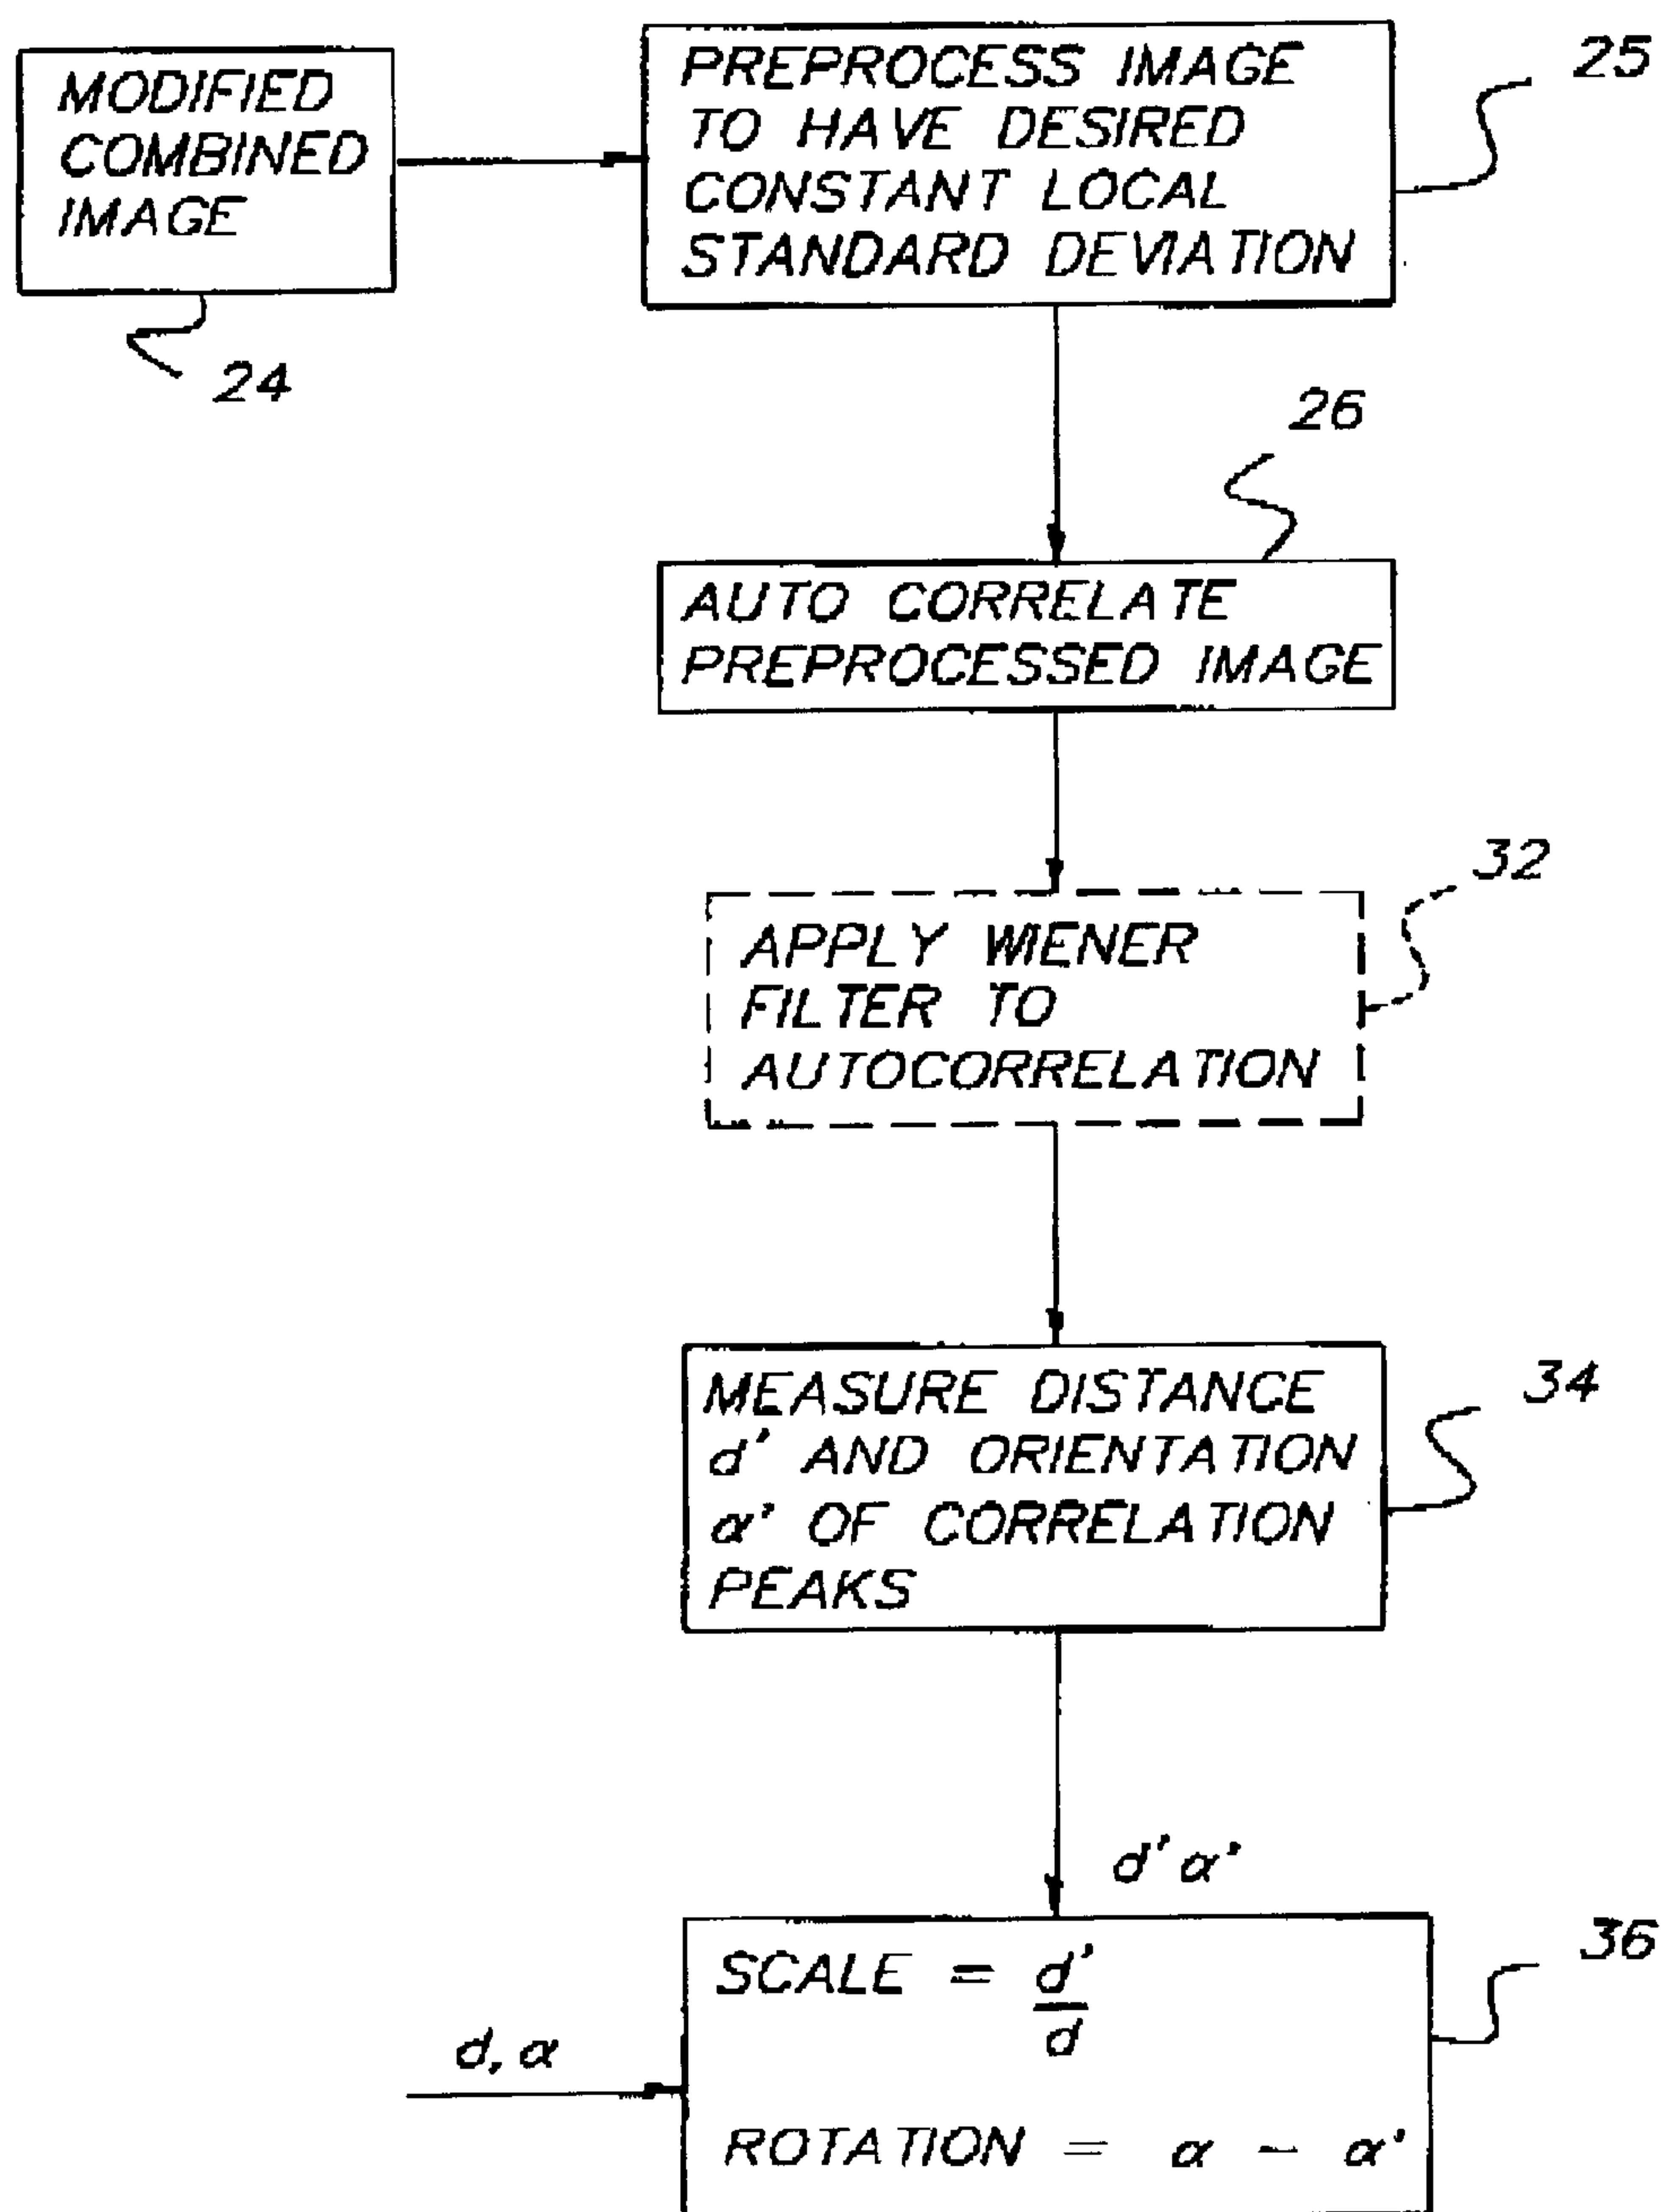 MODIFIED
COMBINED
IMAGE
24
PREPROCESS IMAGE
TO HAVE DESIRED
CONSTANT LOCAL
STANDARD DEVIATION
25
26
AUTO CORRELATE
PREPROCESSED IMAGE
32
APPLY WIENER
FILTER TO
AUTOCORRELATION
34
MEASURE DISTANCE
d' AND ORIENTATION
α' OF CORRELATION
PEAKS
d' α'
36
d, α
SCALE = d'/d
ROTATION = α - α'